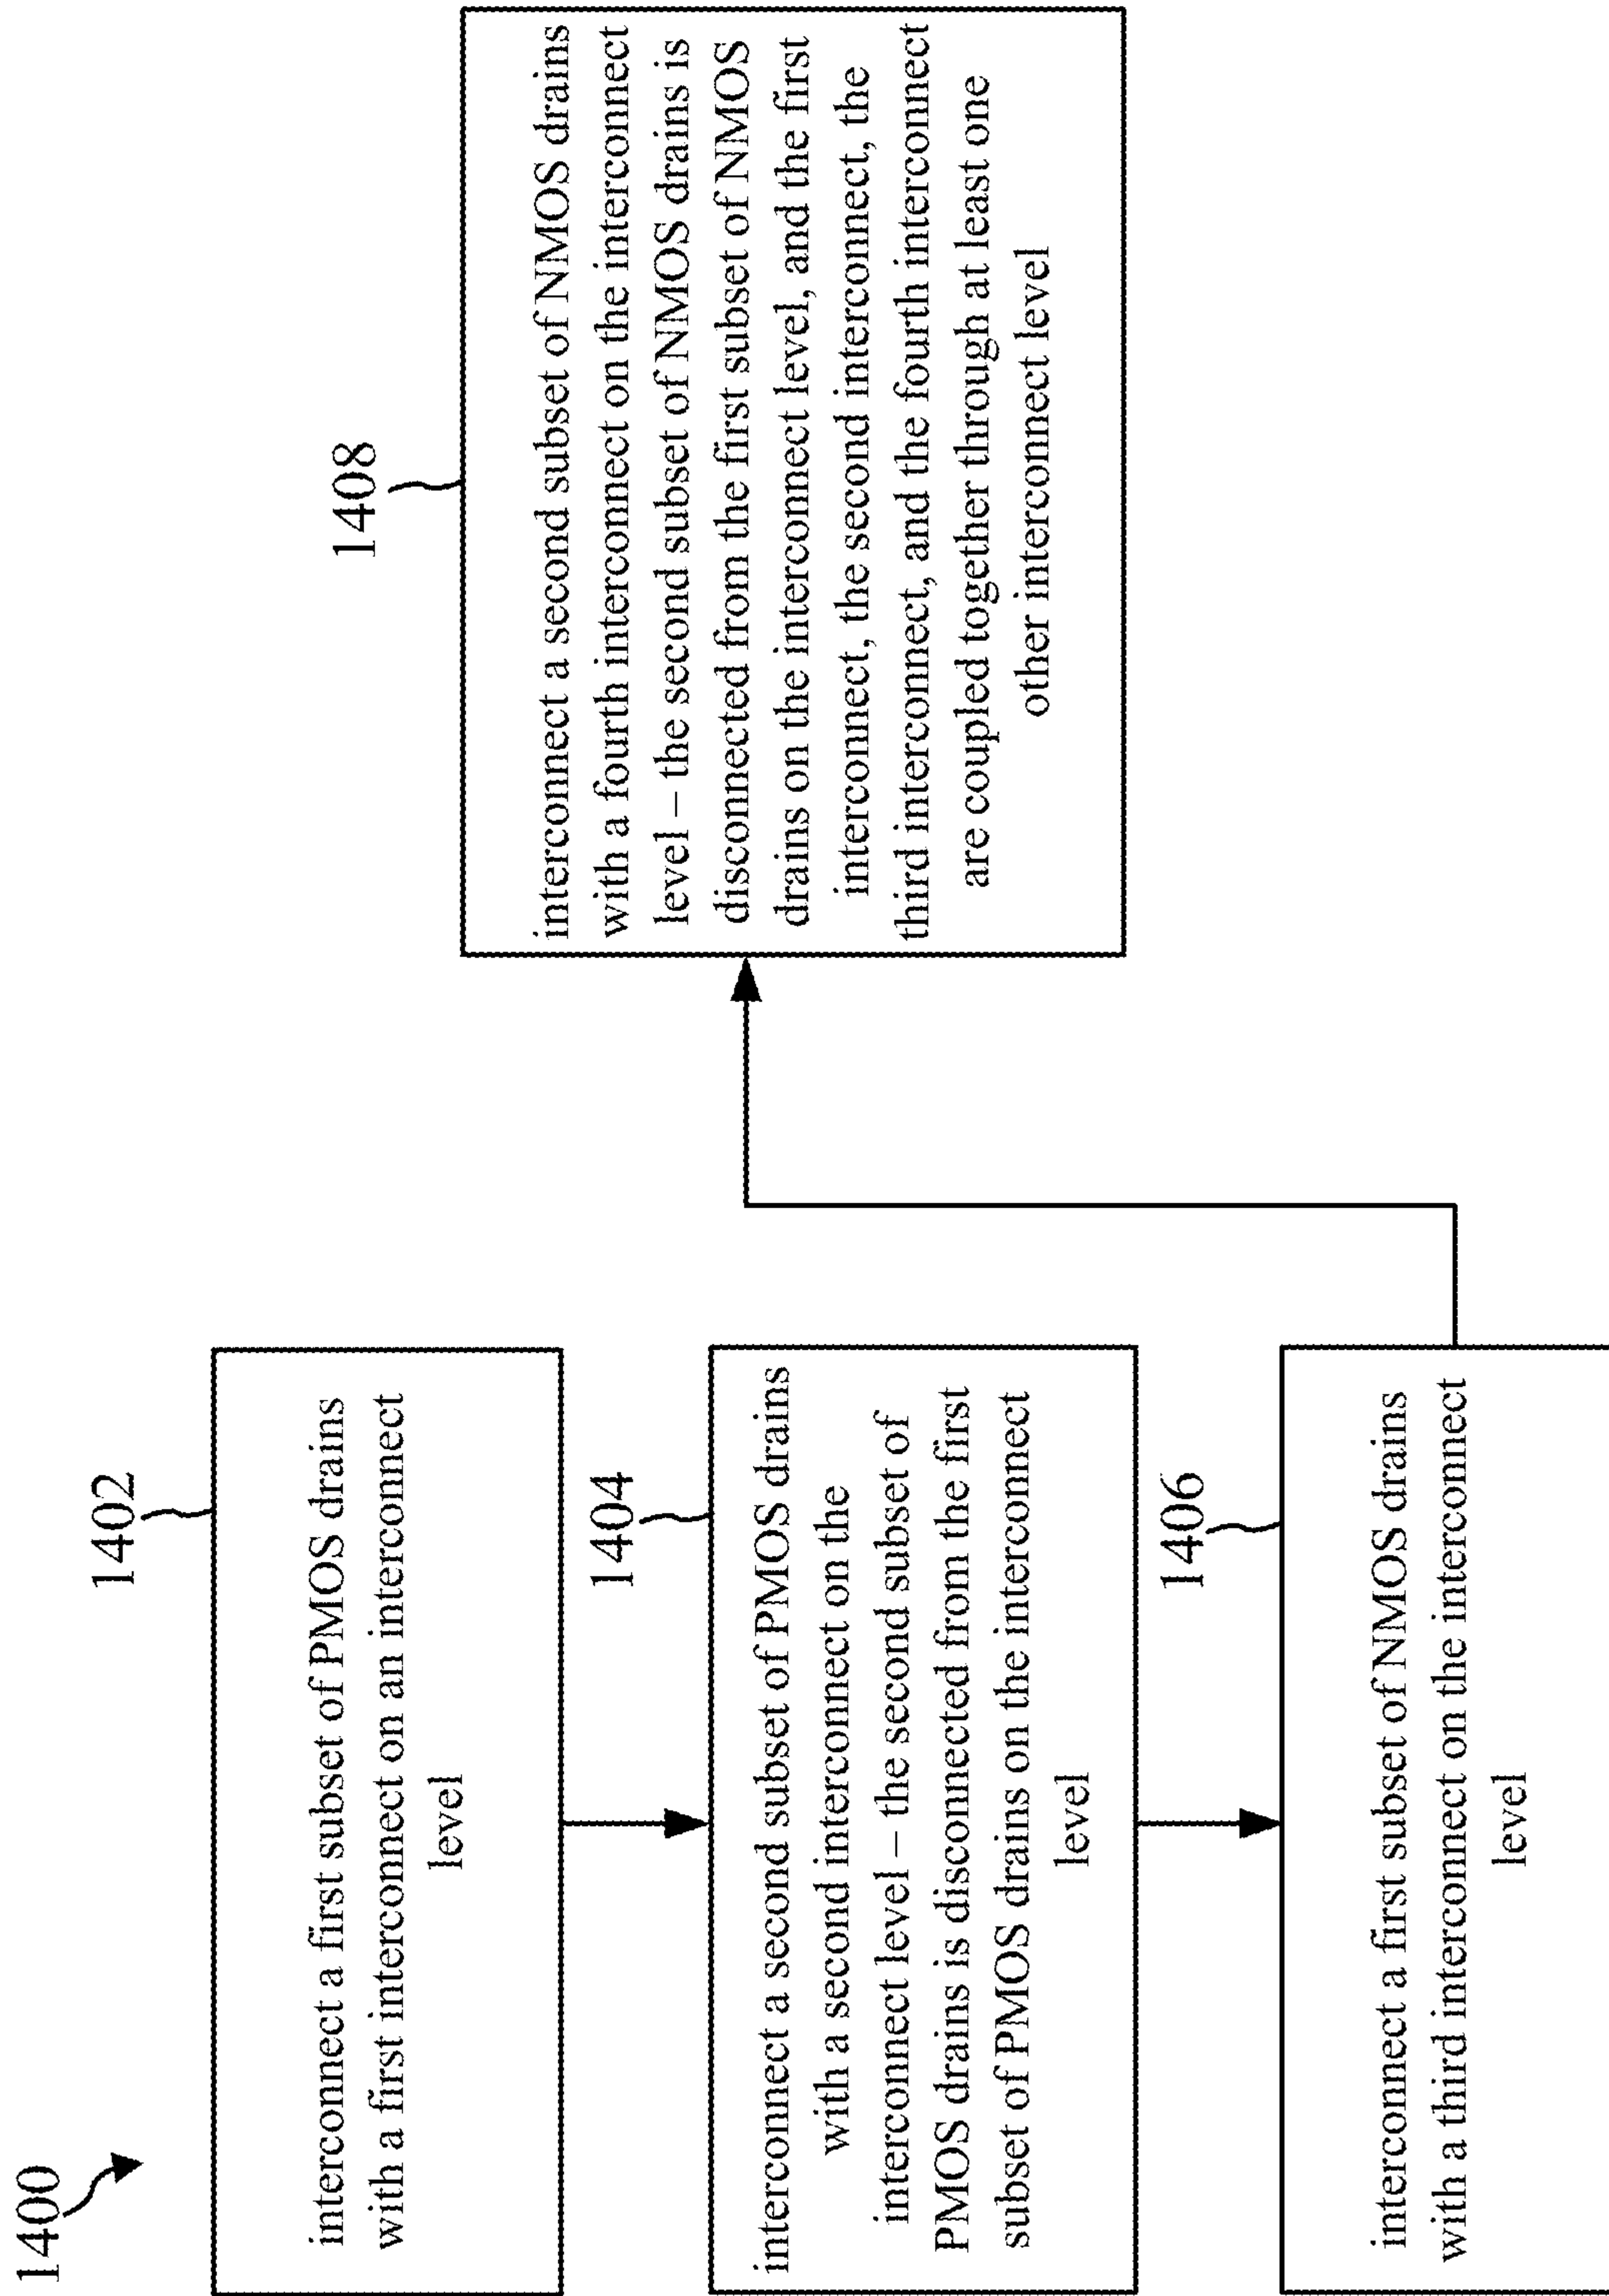 1400
1402
interconnect a first subset of PMOS drains
with a first interconnect on an interconnect
level
1404
interconnect a second subset of PMOS drains
with a second interconnect on the
interconnect level – the second subset of
PMOS drains is disconnected from the first
subset of PMOS drains on the interconnect
level
1406
interconnect a first subset of NMOS drains
with a third interconnect on the interconnect
level
1408
interconnect a second subset of NMOS drains
with a fourth interconnect on the interconnect
level – the second subset of NMOS drains is
disconnected from the first subset of NMOS
drains on the interconnect level, and the first
interconnect, the second interconnect, the
third interconnect, and the fourth interconnect
are coupled together through at least one
other interconnect level